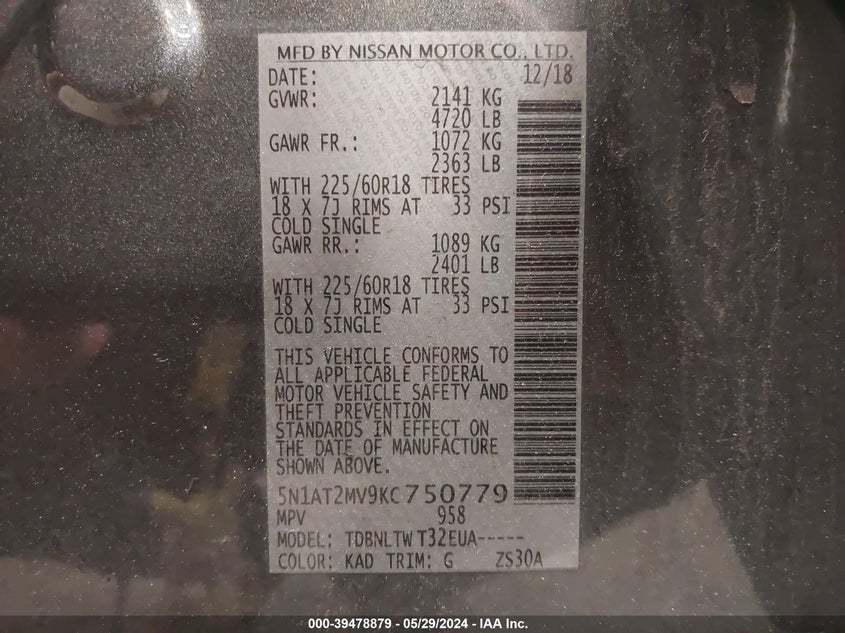 MFD BY NISSAN MOTOR CO., LTD.
DATE: 12/18
GVWR: 2141 KG
4720 LB
GAWR FR.: 1072 KG
2363 LB
WITH 225/60R18 TIRES
18 X 7J RIMS AT 33 PSI
COLD SINGLE
GAWR RR.: 1089 KG
2401 LB
WITH 225/60R18 TIRES
18 X 7J RIMS AT 33 PSI
COLD SINGLE
THIS VEHICLE CONFORMS TO
ALL APPLICABLE FEDERAL
MOTOR VEHICLE SAFETY AND
THEFT PREVENTION
STANDARDS IN EFFECT ON
THE DATE OF MANUFACTURE
SHOWN ABOVE.
5N1AT2MV9KC750779
MPV 958
MODEL: TDBNLTW T32EUA-----
COLOR: KAD TRIM: G ZS30A
000-39478879 - 05/29/2024 - IAA Inc.